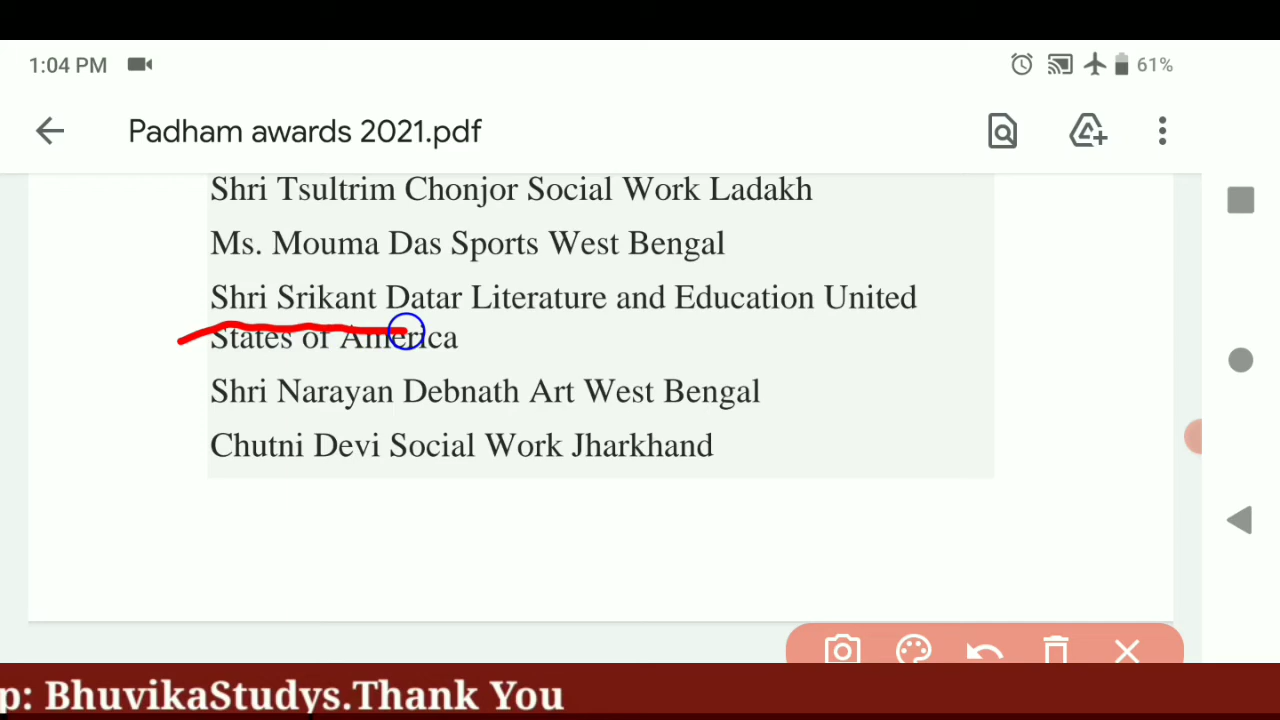 1:04 PM
61%
Padham awards 2021.pdf
Shri Tsultrim Chonjor Social Work Ladakh
Ms. Mouma Das Sports West Bengal
Shri Srikant Datar Literature and Education United
States of America
Shri Narayan Debnath Art West Bengal
Chutni Devi Social Work Jharkhand
p: BhuvikaStudys.Thank You